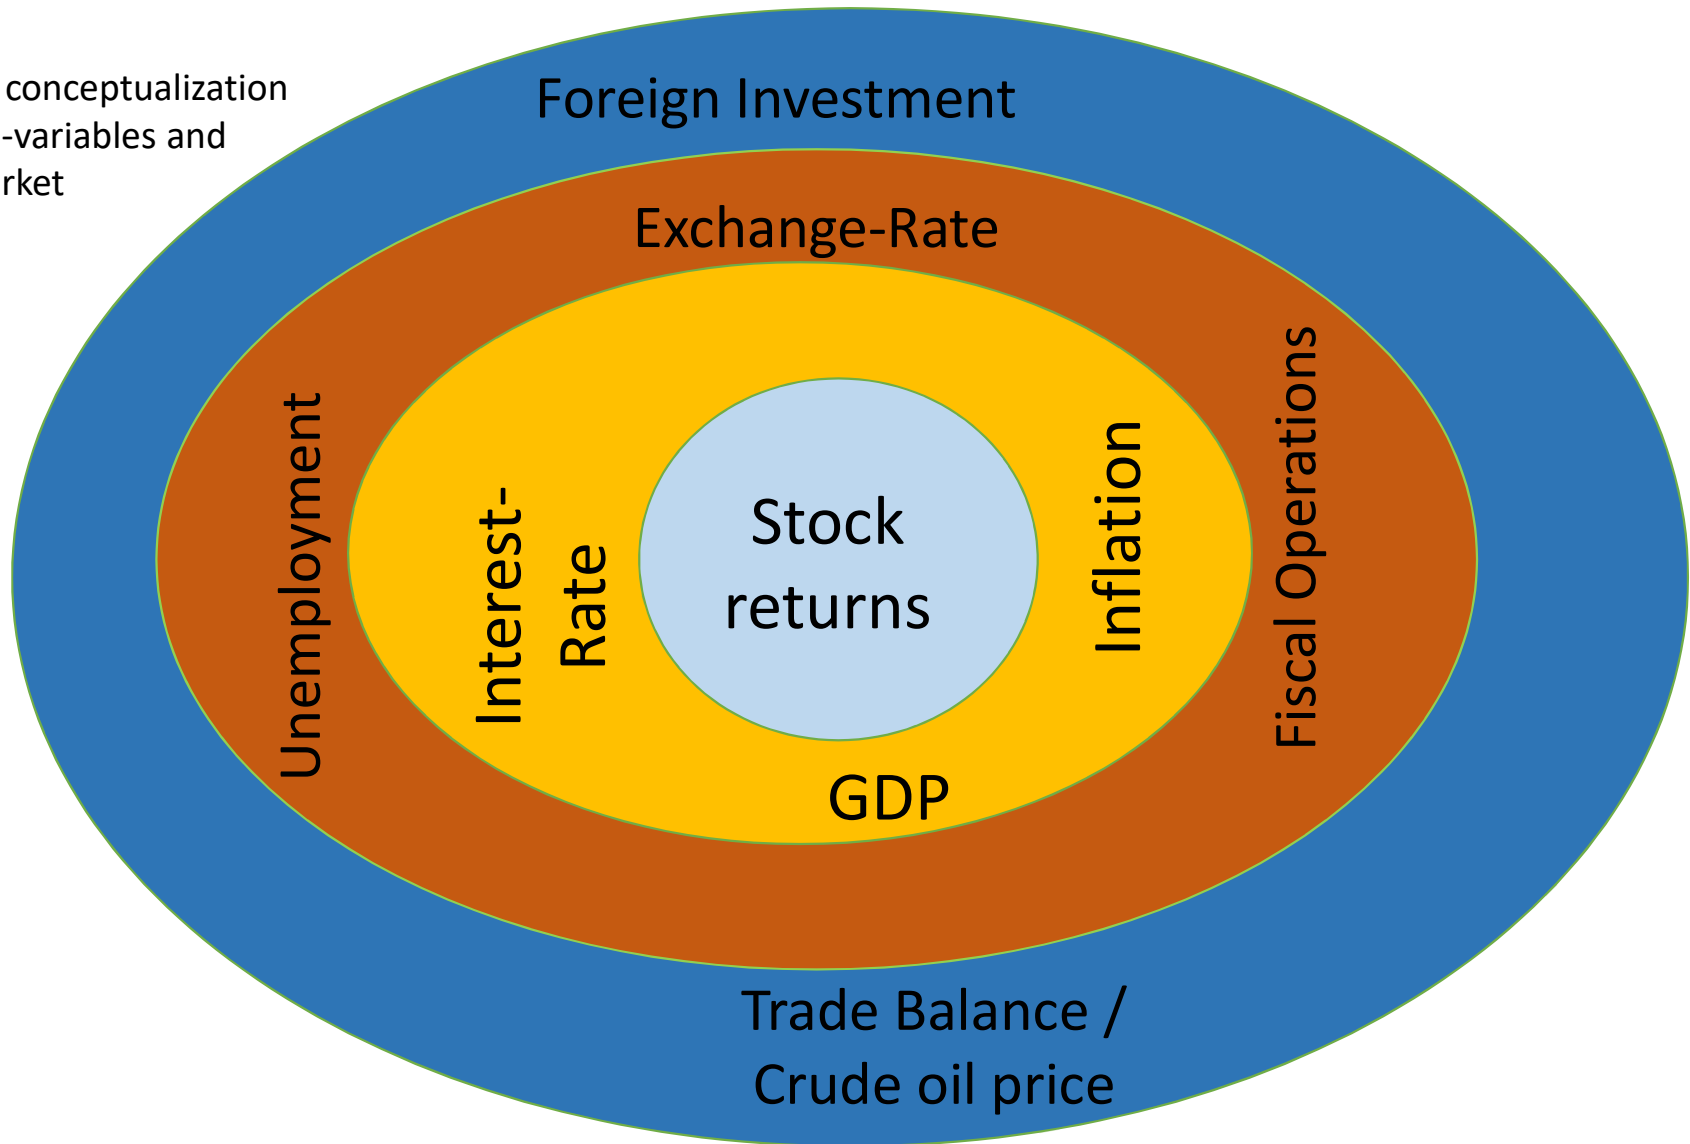 conceptualization
-variables and
rket
Foreign Investment
Exchange-Rate
Unemployment
Interest-
Rate
Stock
returns
Inflation
Fiscal Operations
GDP
Trade Balance /
Crude oil price